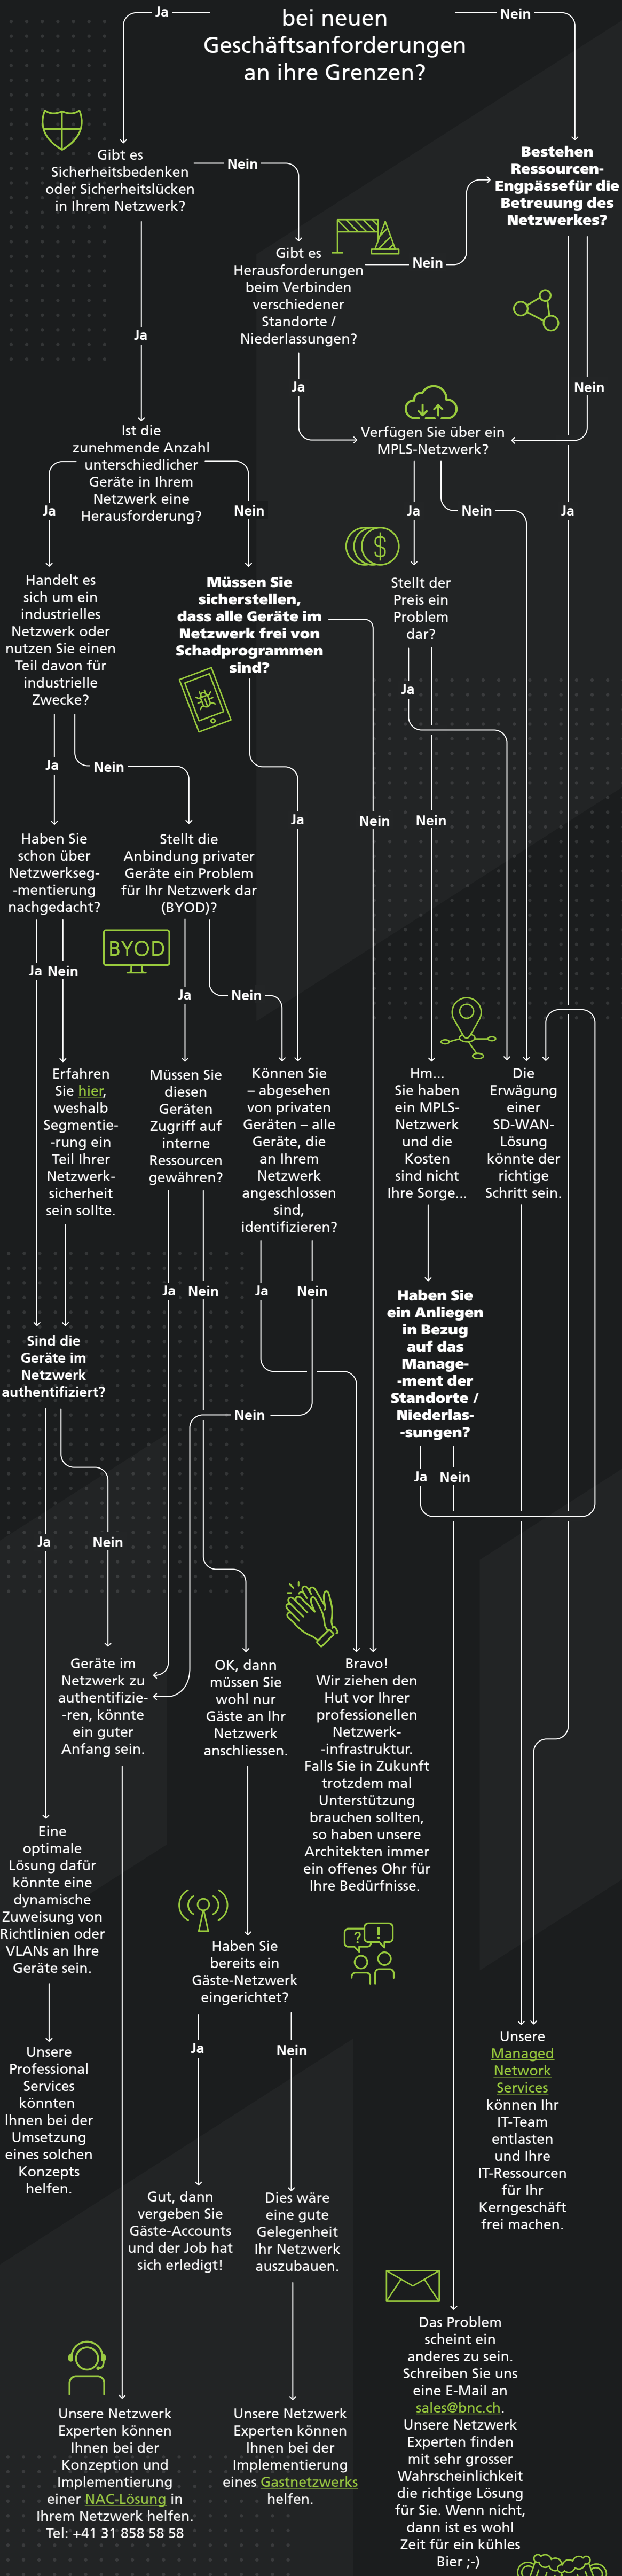 bei neuen
Geschäftsanforderungen
an ihre Grenzen?
Ja
Nein
Gibt es
Sicherheitsbedenken
oder Sicherheitslücken
in Ihrem Netzwerk?
Nein
Bestehen
Ressourcen-
Engpässefür die
Betreuung des
Netzwerkes?
Gibt es
Herausforderungen
beim Verbinden
verschiedener
Standorte /
Niederlassungen?
Nein
Ja
Ja
Nein
Verfügen Sie über ein
MPLS-Netzwerk?
Ist die
zunehmende Anzahl
unterschiedlicher
Geräte in Ihrem
Netzwerk eine
Herausforderung?
Ja
Nein
Ja
Nein
Ja
Handelt es
sich um ein
industrielles
Netzwerk oder
nutzen Sie einen
Teil davon für
industrielle
Zwecke?
Müssen Sie
sicherstellen,
dass alle Geräte im
Netzwerk frei von
Schadprogrammen
sind?
Stellt der
Preis ein
Problem
dar?
Ja
Ja
Nein
Ja
Nein
Nein
Haben Sie
schon über
Netzwerkseg-
-mentierung
nachgedacht?
Stellt die
Anbindung privater
Geräte ein Problem
für Ihr Netzwerk dar
(BYOD)?
BYOD
Ja
Nein
Ja
Nein
Erfahren
Sie hier,
weshalb
Segmentie-
-rung ein
Teil Ihrer
Netzwerk-
sicherheit
sein sollte.
Müssen Sie
diesen
Geräten
Zugriff auf
interne
Ressourcen
gewähren?
Können Sie
– abgesehen
von privaten
Geräten – alle
Geräte, die
an Ihrem
Netzwerk
angeschlossen
sind,
identifizieren?
Hm...
Sie haben
ein MPLS-
Netzwerk
und die
Kosten
sind nicht
Ihre Sorge...
Die
Erwägung
einer
SD-WAN-
Lösung
könnte der
richtige
Schritt sein.
Ja
Nein
Ja
Nein
Sind die
Geräte im
Netzwerk
authentifiziert?
Haben Sie
ein Anliegen
in Bezug
auf das
Manage-
-ment der
Standorte /
Niederlas-
-sungen?
Nein
Ja
Nein
Ja
Nein
Geräte im
Netzwerk zu
authentifizie-
-ren, könnte
ein guter
Anfang sein.
OK, dann
müssen Sie
wohl nur
Gäste an Ihr
Netzwerk
anschliessen.
Bravo!
Wir ziehen den
Hut vor Ihrer
professionellen
Netzwerk-
-infrastruktur.
Falls Sie in Zukunft
trotzdem mal
Unterstützung
brauchen sollten,
so haben unsere
Architekten immer
ein offenes Ohr für
Ihre Bedürfnisse.
Eine
optimale
Lösung dafür
könnte eine
dynamische
Zuweisung von
Richtlinien oder
VLANs an Ihre
Geräte sein.
? !
Haben Sie
bereits ein
Gäste-Netzwerk
eingerichtet?
Ja
Nein
Unsere
Professional
Services
könnten
Ihnen bei der
Umsetzung
eines solchen
Konzepts
helfen.
Unsere
Managed
Network
Services
können Ihr
IT-Team
entlasten
und Ihre
IT-Ressourcen
für Ihr
Kerngeschäft
frei machen.
Gut, dann
vergeben Sie
Gäste-Accounts
und der Job hat
sich erledigt!
Dies wäre
eine gute
Gelegenheit
Ihr Netzwerk
auszubauen.
Das Problem
scheint ein
anderes zu sein.
Schreiben Sie uns
eine E-Mail an
sales@bnc.ch.
Unsere Netzwerk
Experten finden
mit sehr grosser
Wahrscheinlichkeit
die richtige Lösung
für Sie. Wenn nicht,
dann ist es wohl
Zeit für ein kühles
Bier ;-)
Unsere Netzwerk
Experten können
Ihnen bei der
Konzeption und
Implementierung
einer NAC-Lösung in
Ihrem Netzwerk helfen.
Tel: +41 31 858 58 58
Unsere Netzwerk
Experten können
Ihnen bei der
Implementierung
eines Gastnetzwerks
helfen.